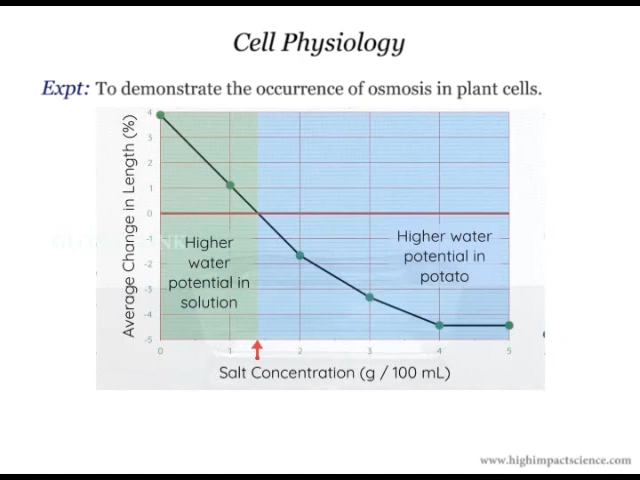 Cell Physiology
Expt: To demonstrate the occurrence of osmosis in plant cells.
Average Change in Length (%)
4
3
2
1
0
-1
-2
-3
-4
-5
Higher
water
potential in
solution
Higher water
potential in
potato
0
1
2
3
4
5
Salt Concentration (g / 100 mL)
www.highimpactscience.com